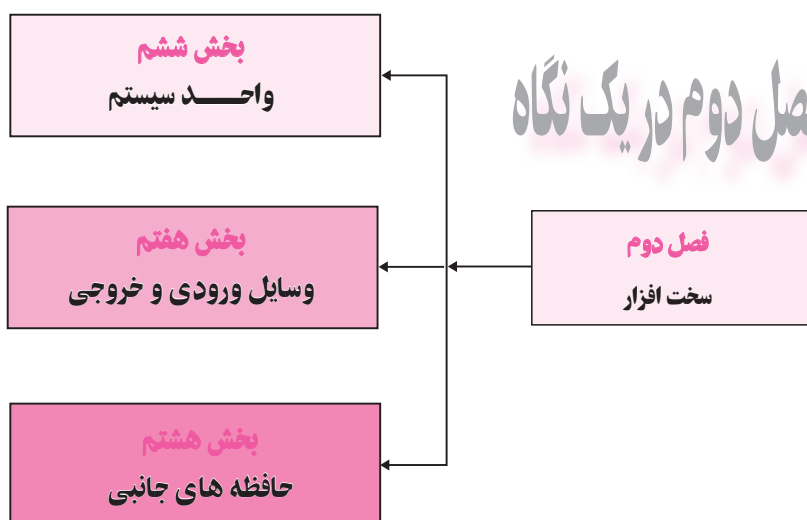 فصل دوم در یک نگاه
فصل دوم
سخت افزار
بخش ششم
واحـــــد سیستم
بخش هفتم
وسایل ورودی و خروجی
بخش هشتم
حافظه های جانبی